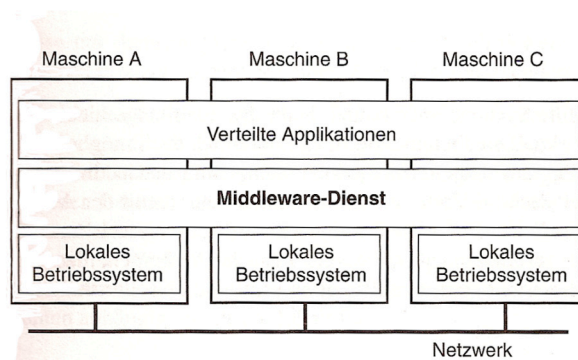 Maschine A
Maschine B
Maschine C
Verteilte Applikationen
Middleware-Dienst
Lokales
Betriebssystem
Lokales
Betriebssystem
Lokales
Betriebssystem
Netzwerk